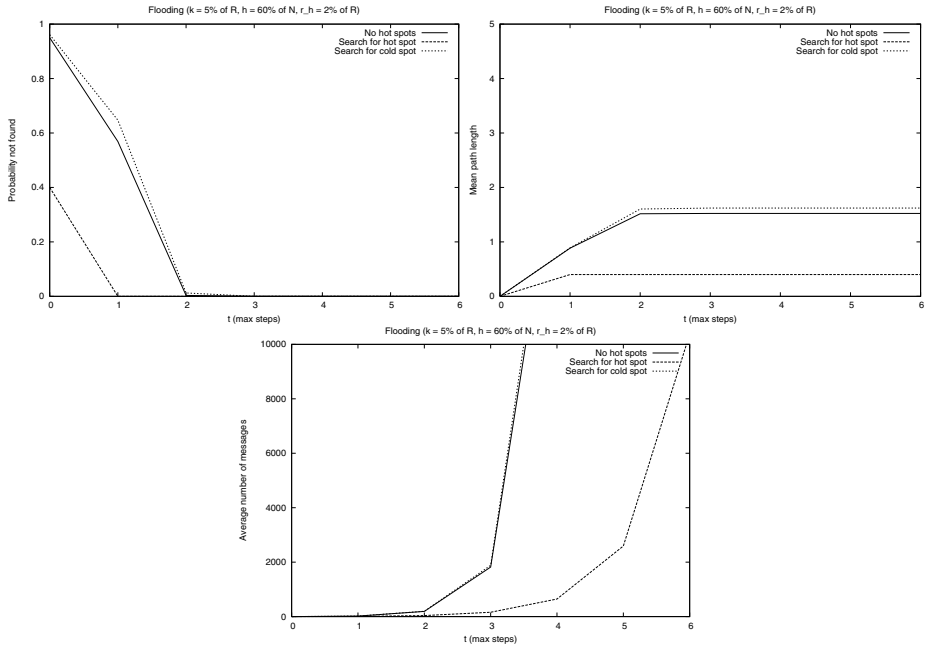 Flooding (k = 5% of R, h = 60% of N, r_h = 2% of R)
No hot spots
Search for hot spot
Search for cold spot
1
0.8
0.6
0.4
0.2
0
Probability not found
0 1 2 3 4 5 6
t (max steps)
Flooding (k = 5% of R, h = 60% of N, r_h = 2% of R)
No hot spots
Search for hot spot
Search for cold spot
5
4
3
2
1
0
Mean path length
0 1 2 3 4 5 6
t (max steps)
Flooding (k = 5% of R, h = 60% of N, r_h = 2% of R)
No hot spots
Search for hot spot
Search for cold spot
10000
8000
6000
4000
2000
0
Average number of messages
0 1 2 3 4 5 6
t (max steps)